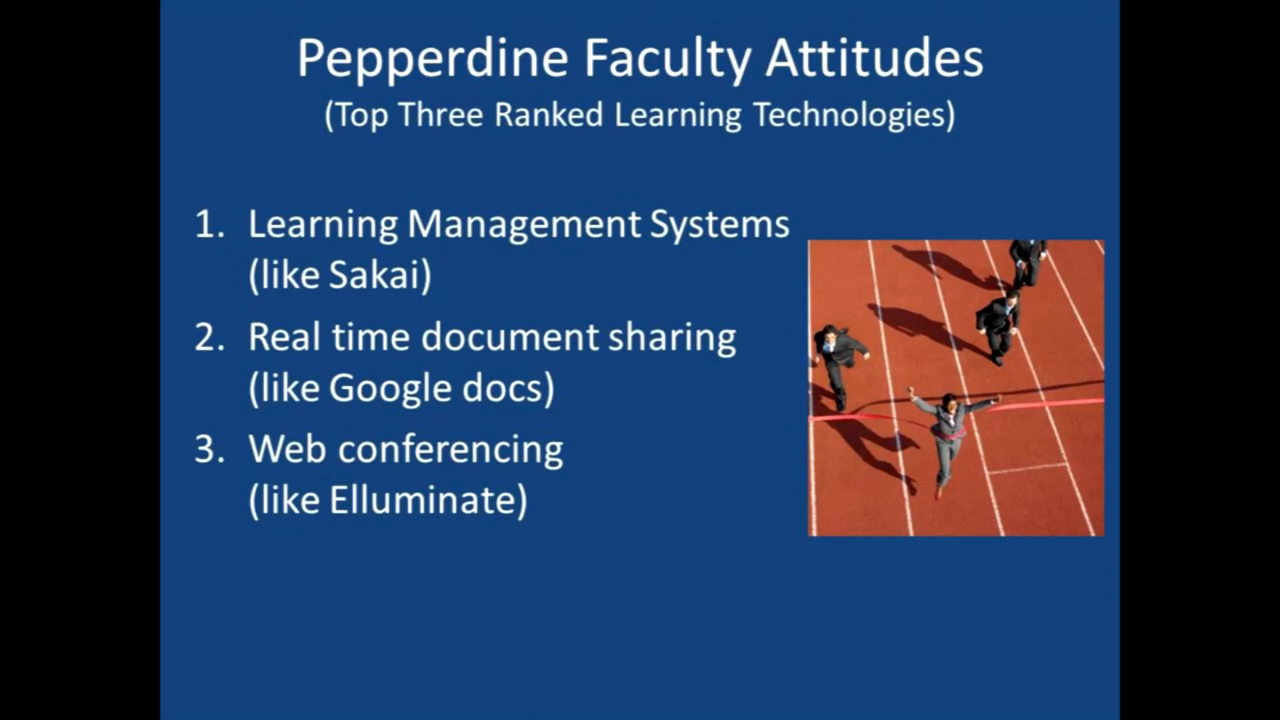 Pepperdine Faculty Attitudes
(Top Three Ranked Learning Technologies)
1. Learning Management Systems
(like Sakai)
2. Real time document sharing
(like Google docs)
3. Web conferencing
(like Elluminate)